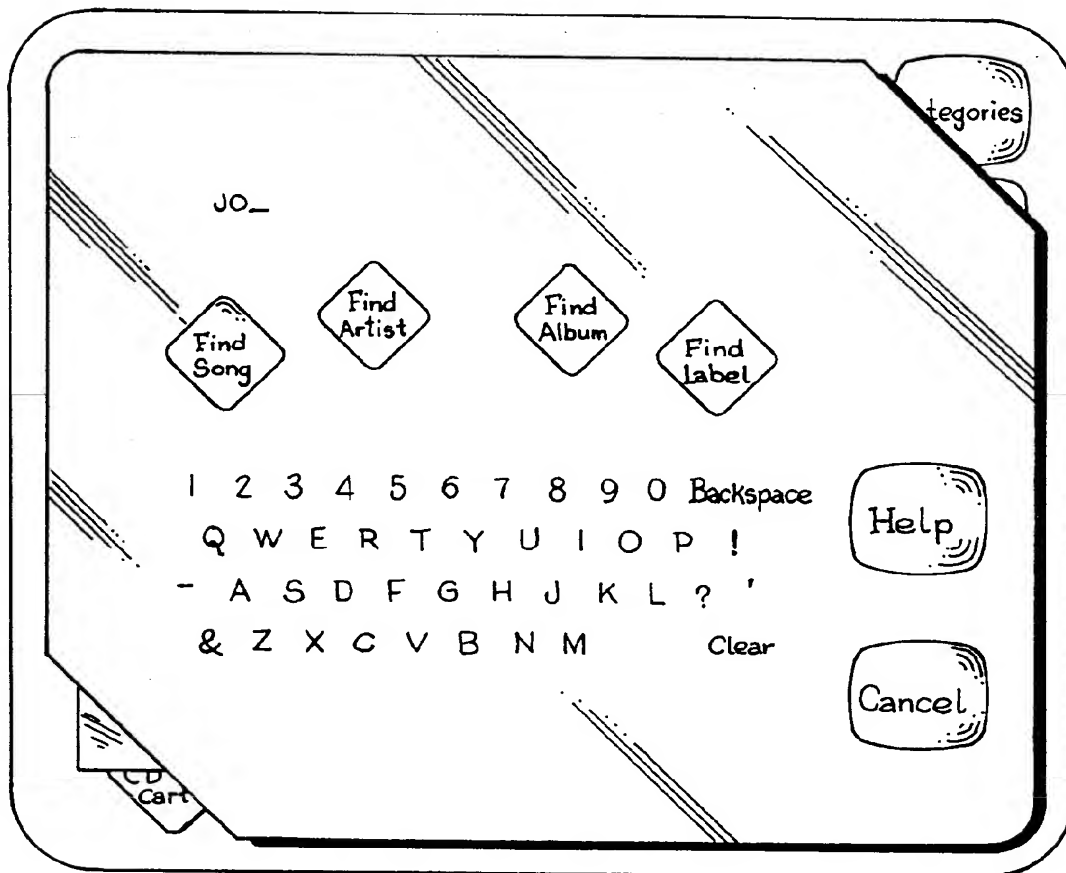 tegories
JO_
Find
Song
Find
Artist
Find
Album
Find
Label
1 2 3 4 5 6 7 8 9 0 Backspace
Q W E R T Y U I O P !
- A S D F G H J K L ? '
& Z X C V B N M Clear
Help
Cancel
CD
Cart